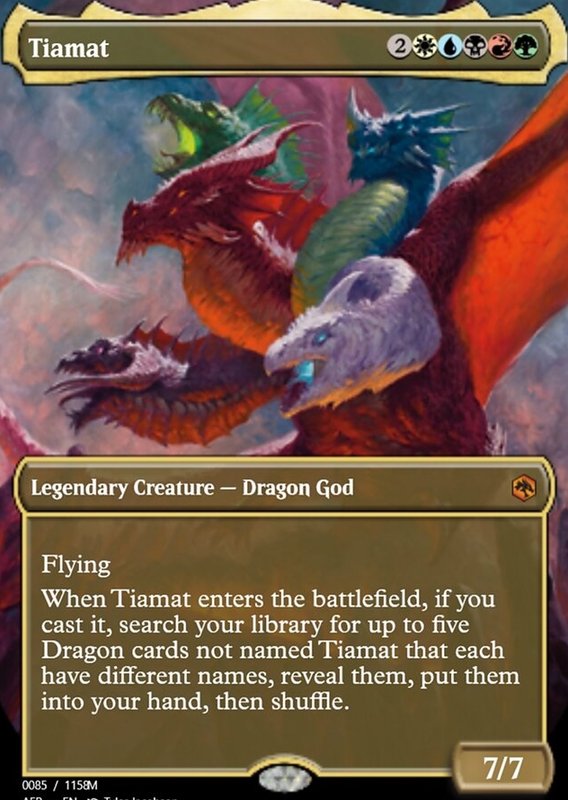 Tiamat 2
Legendary Creature — Dragon God
Flying
When Tiamat enters the battlefield, if you
cast it, search your library for up to five
Dragon cards not named Tiamat that each
have different names, reveal them, put them
into your hand, then shuffle.
7/7
0085 / 1158M